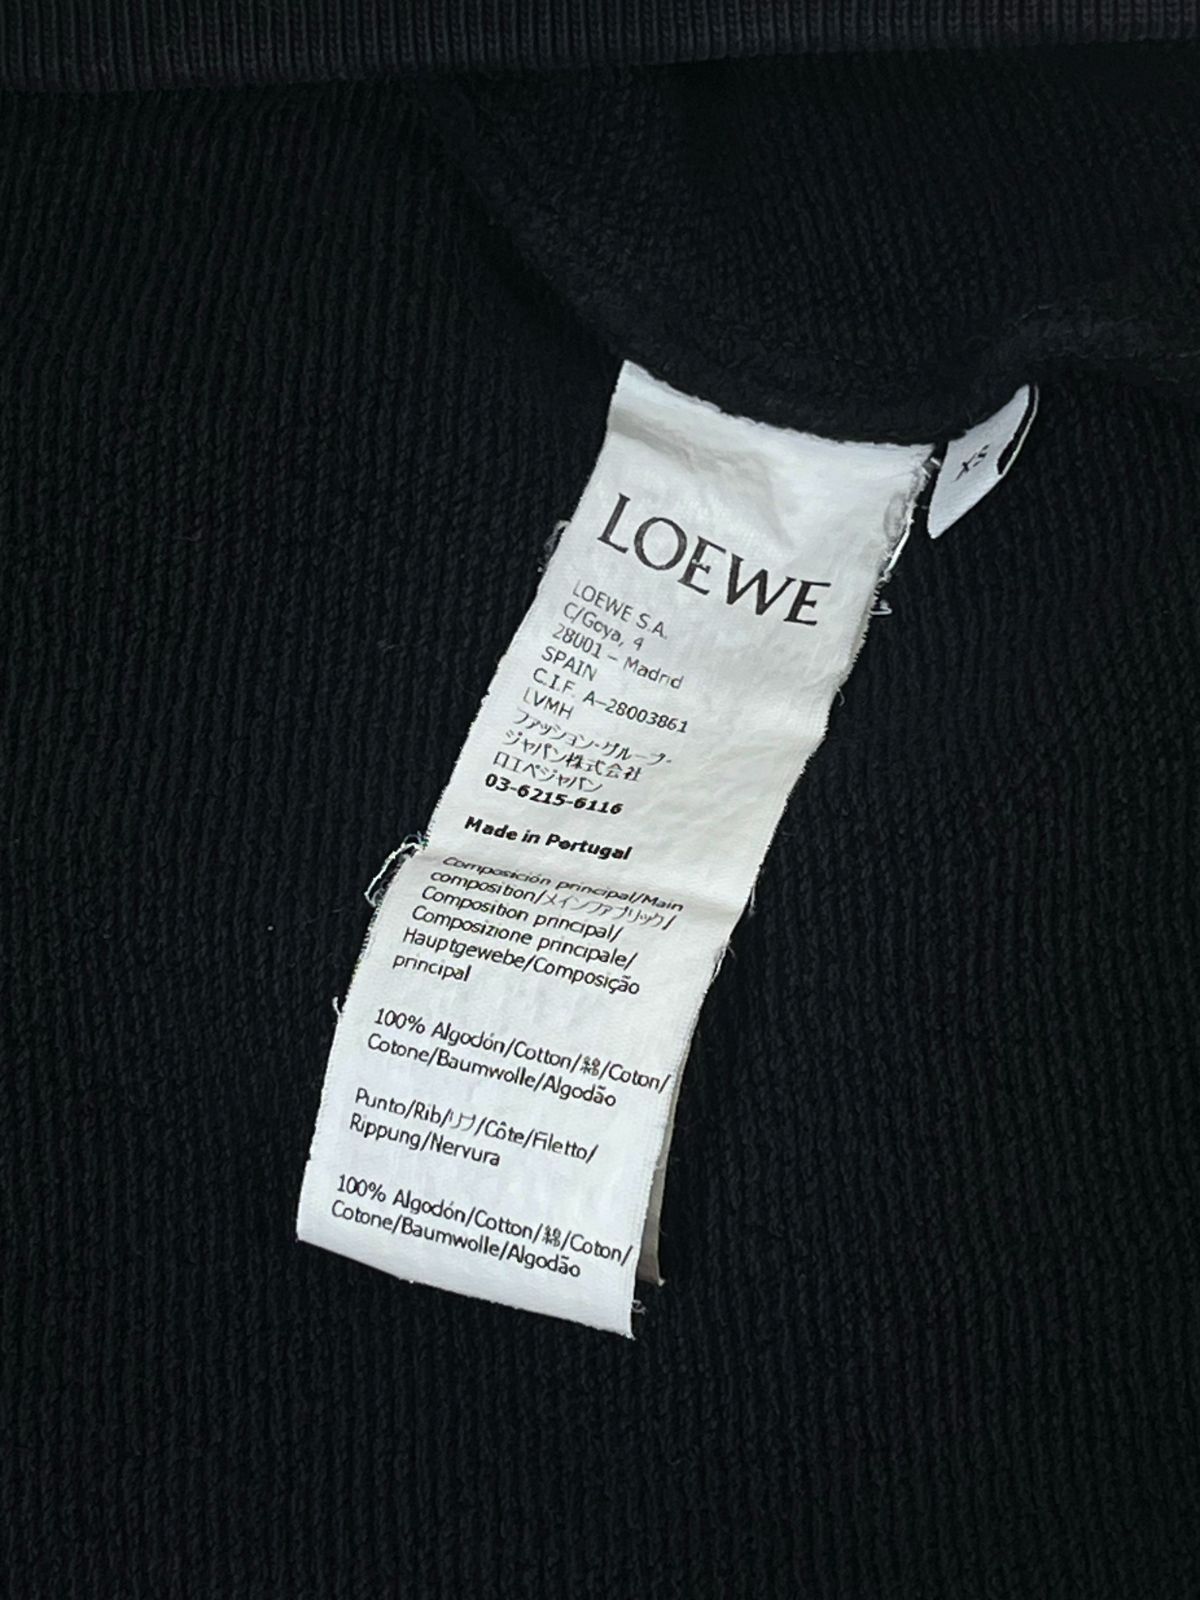 XS
LOEWE
LOEWE S.A.
C/Goya, 4
28001 - Madrid
SPAIN
C.I.F. A-28003861
LVMH
ファッション・グループ・
ジャパン株式会社
ロエベジャパン
03-6215-6116
Made in Portugal
Composición principal/Main
composition/メインファブリック/
Composition principal/
Composizione principale/
Hauptgewebe/Composição
principal
100% Algodón/Cotton/綿/Coton/
Cotone/Baumwolle/Algodão
Punto/Rib/リブ/Côte/Filetto/
Rippung/Nervura
100% Algodón/Cotton/綿/Coton/
Cotone/Baumwolle/Algodão